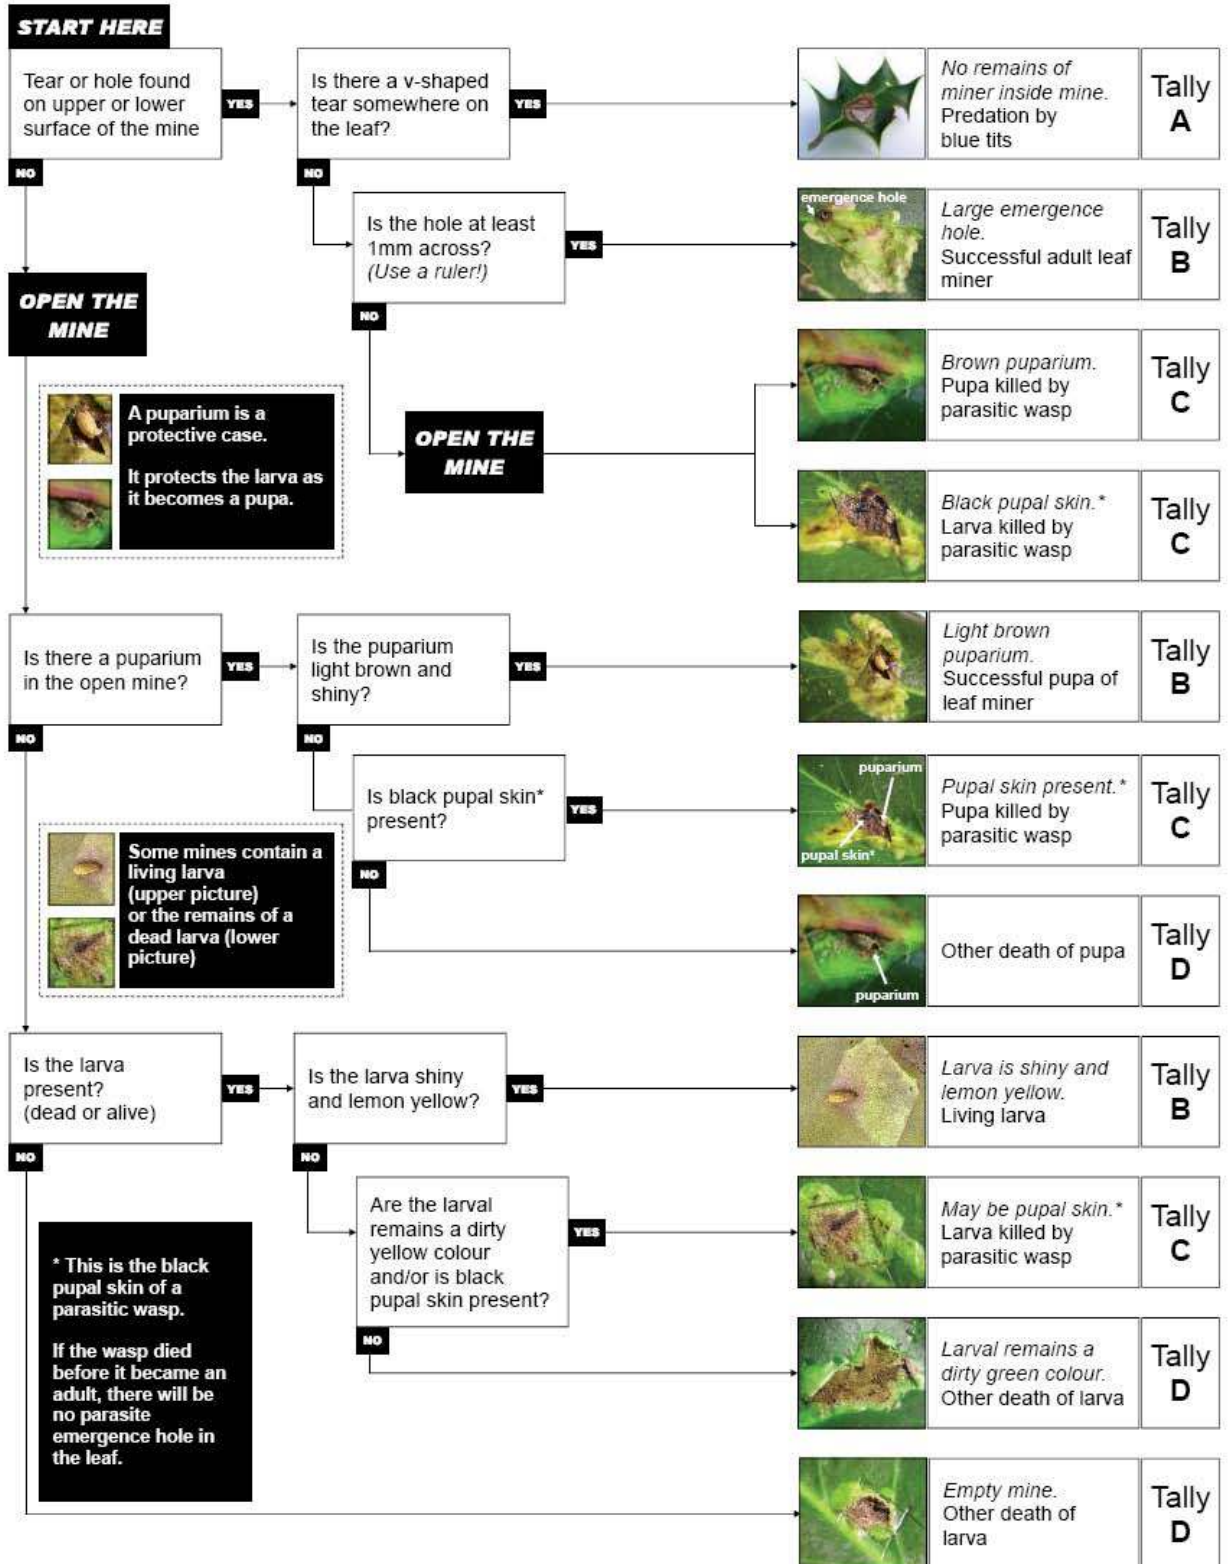 START HERE
Tear or hole found
on upper or lower
surface of the mine
YES
Is there a v-shaped
tear somewhere on
the leaf?
YES
No remains of
miner inside mine.
Predation by
blue tits
Tally
A
NO
NO
Is the hole at least
1mm across?
(Use a ruler!)
YES
emergence hole
Large emergence
hole.
Successful adult leaf
miner
Tally
B
NO
OPEN THE
MINE
A puparium is a
protective case.
It protects the larva as
it becomes a pupa.
OPEN THE
MINE
Brown puparium.
Pupa killed by
parasitic wasp
Tally
C
Black pupal skin.*
Larva killed by
parasitic wasp
Tally
C
Is there a puparium
in the open mine?
YES
Is the puparium
light brown and
shiny?
YES
Light brown
puparium.
Successful pupa of
leaf miner
Tally
B
NO
NO
Is black pupal skin*
present?
YES
puparium
pupal skin*
Pupal skin present.*
Pupa killed by
parasitic wasp
Tally
C
NO
Some mines contain a
living larva
(upper picture)
or the remains of a
dead larva (lower
picture)
puparium
Other death of pupa
Tally
D
Is the larva
present?
(dead or alive)
YES
Is the larva shiny
and lemon yellow?
YES
Larva is shiny and
lemon yellow.
Living larva
Tally
B
NO
NO
Are the larval
remains a dirty
yellow colour
and/or is black
pupal skin present?
YES
May be pupal skin.*
Larva killed by
parasitic wasp
Tally
C
NO
* This is the black
pupal skin of a
parasitic wasp.
If the wasp died
before it became an
adult, there will be
no parasite
emergence hole in
the leaf.
Larval remains a
dirty green colour.
Other death of larva
Tally
D
Empty mine.
Other death of
larva
Tally
D